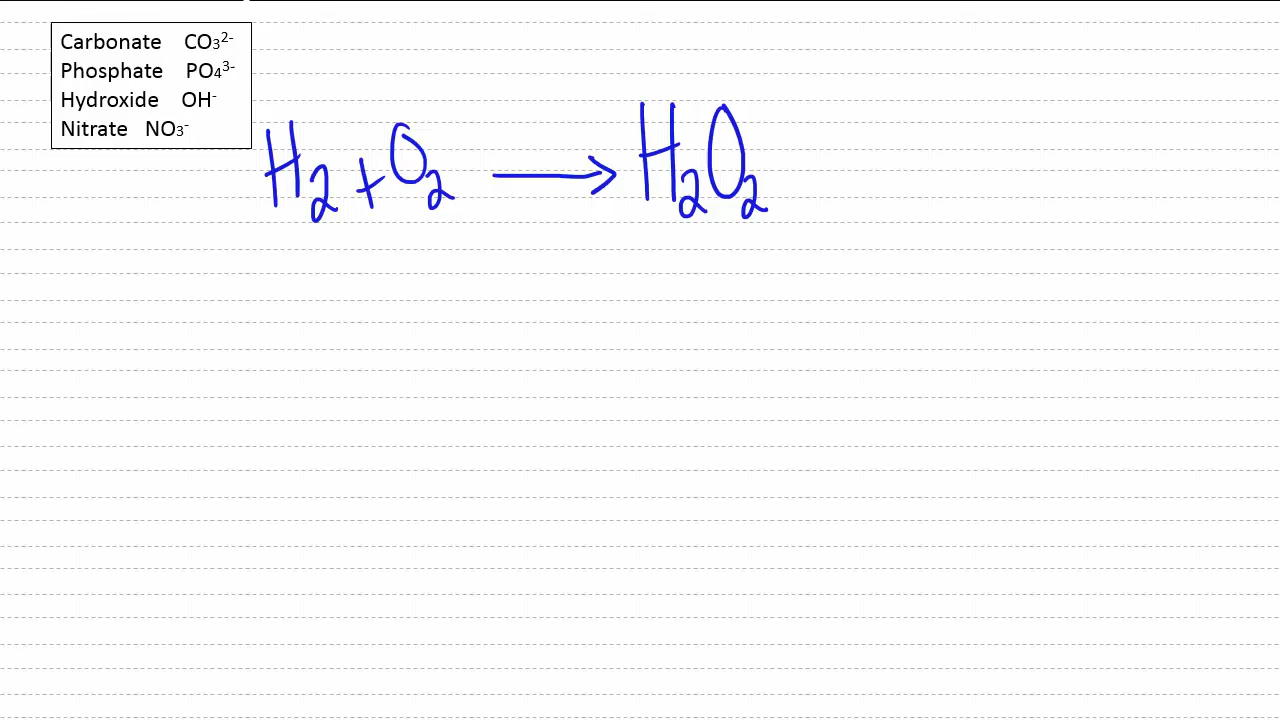 Carbonate CO₃²⁻
Phosphate PO₄³⁻
Hydroxide OH⁻
Nitrate NO₃⁻
H₂ + O₂ ⟶ H₂O₂